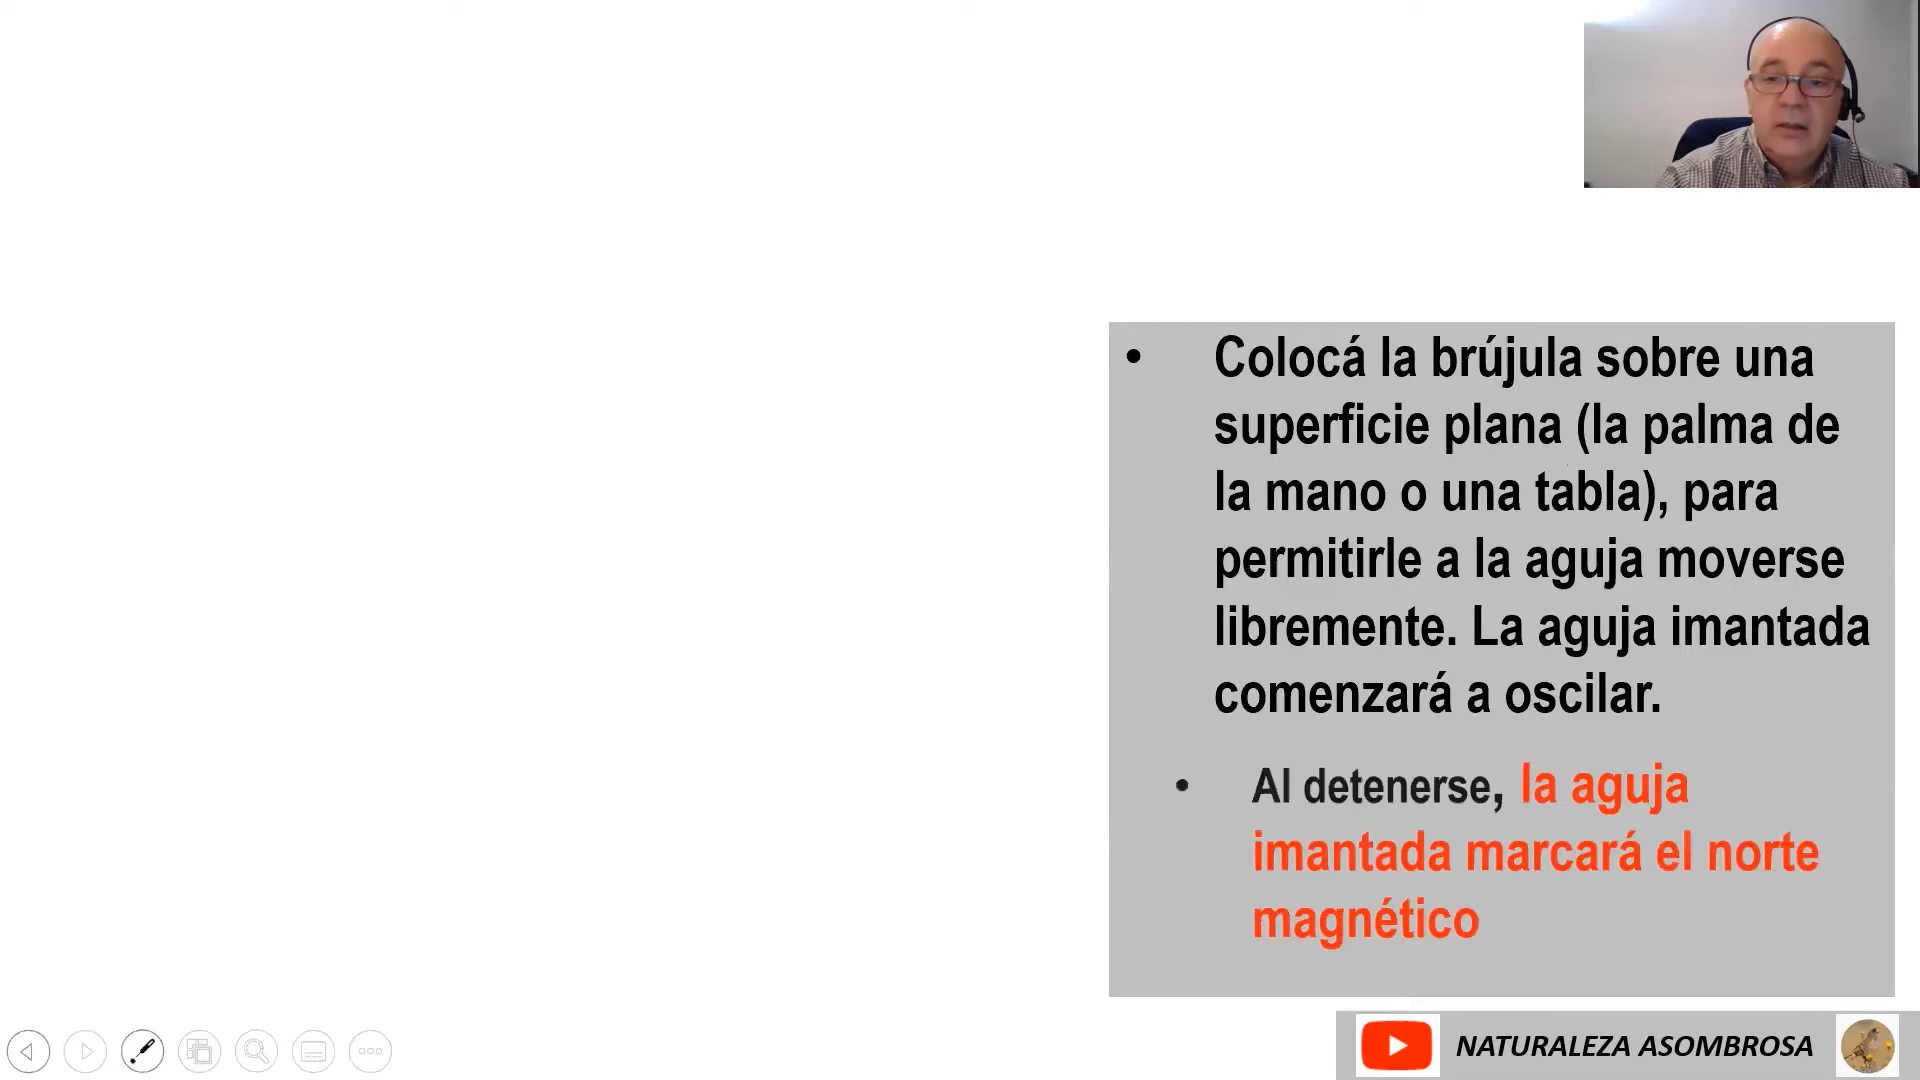 • Colocá la brújula sobre una
superficie plana (la palma de
la mano o una tabla), para
permitirle a la aguja moverse
libremente. La aguja imantada
comenzará a oscilar.
• Al detenerse, la aguja
imantada marcará el norte
magnético
NATURALEZA ASOMBROSA